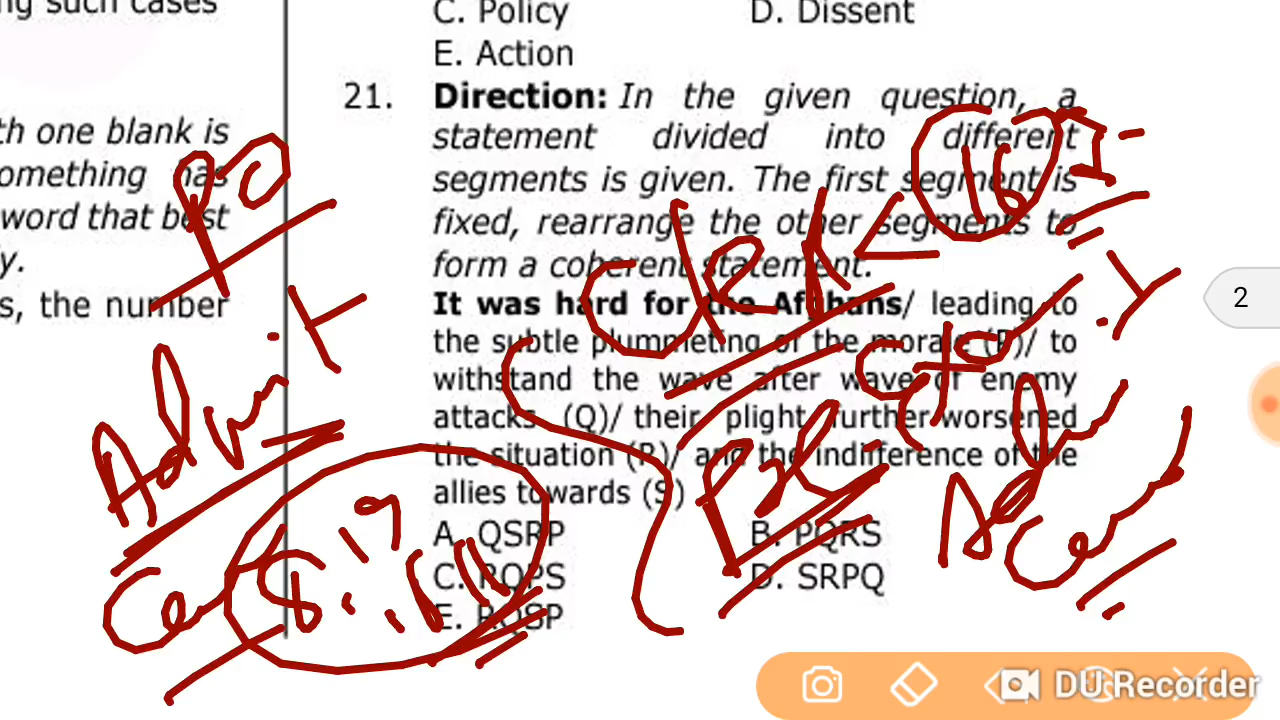 ng such cases
th one blank is
omething has
word that best
y.
s, the number
C. Policy
D. Dissent
E. Action
21. Direction: In the given question, a
statement divided into different
segments is given. The first segment is
fixed, rearrange the other segments to
form a coherent statement.
It was hard for the Afghans/ leading to
the subtle plummeting of the morale (P)/ to
withstand the wave after wave of enemy
attacks (Q)/ their plight further worsened
the situation (R)/ and the indifference of the
allies towards (S)
A. QSRP
B. PQRS
C. RQPS
D. SRPQ
E. RQSP
PO
Admit
Clerk
16
Pre
2
DU Recorder